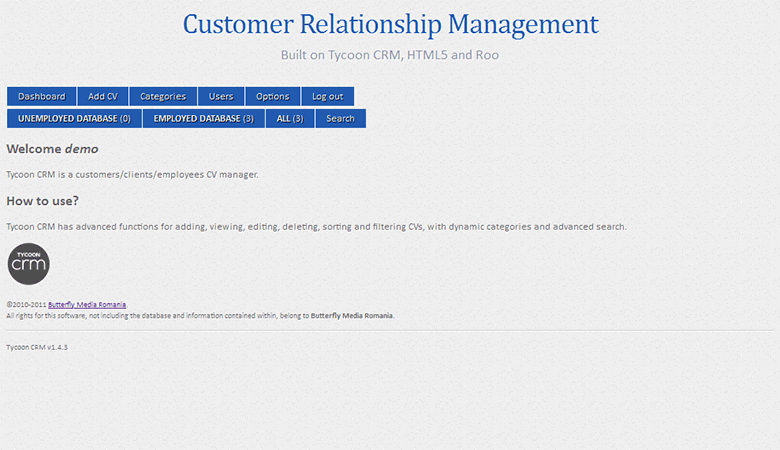 Customer Relationship Management
Built on Tycoon CRM, HTML5 and Roo
Dashboard Add CV Categories Users Options Log out
UNEMPLOYED DATABASE (0) EMPLOYED DATABASE (3) ALL (3) Search
Welcome demo
Tycoon CRM is a customers/clients/employees CV manager.
How to use?
Tycoon CRM has advanced functions for adding, viewing, editing, deleting, sorting and filtering CVs, with dynamic categories and advanced search.
TYCOON
crm
©2010-2011 Butterfly Media Romania.
All rights for this software, not including the database and information contained within, belong to Butterfly Media Romania.
Tycoon CRM v1.4.3